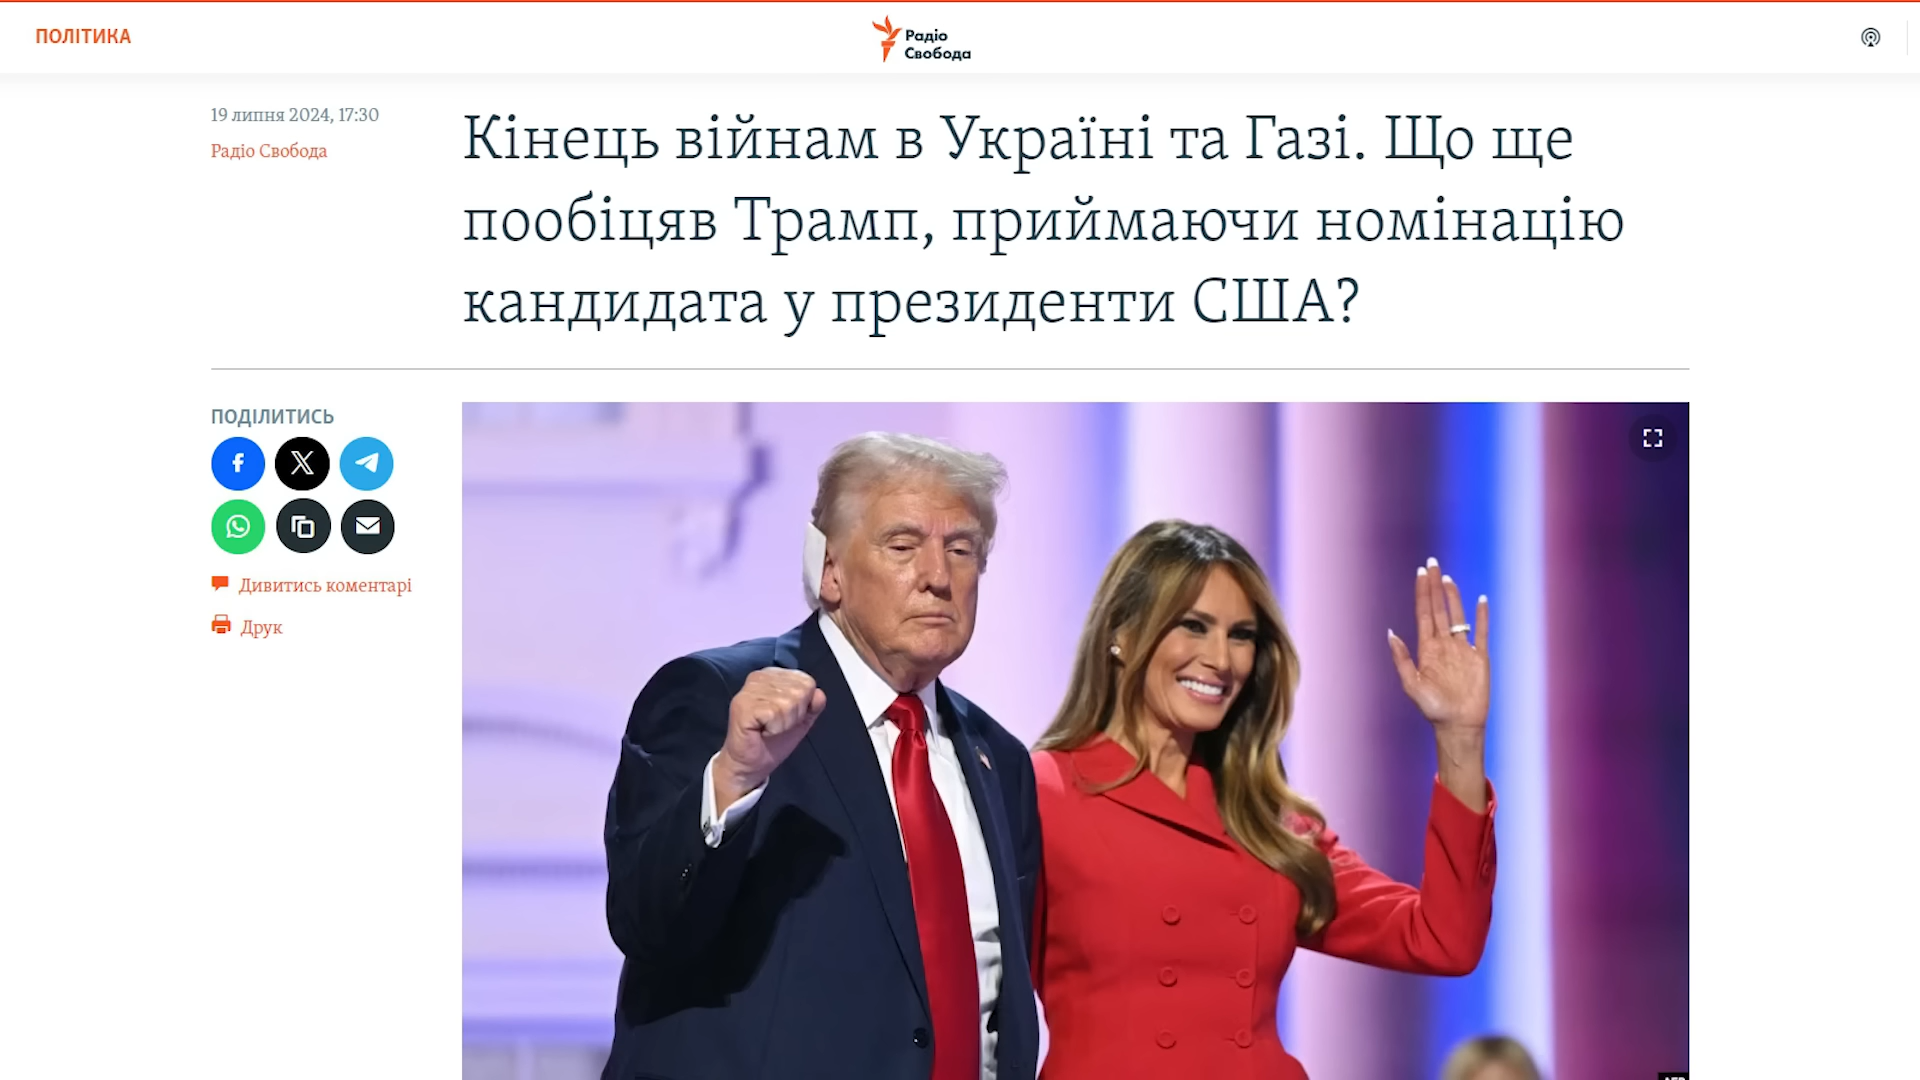 ПОЛІТИКА
Радіо
Свобода
19 липня 2024, 17:30
Радіо Свобода
Кінець війнам в Україні та Газі. Що ще
пообіцяв Трамп, приймаючи номінацію
кандидата у президенти США?
ПОДІЛИТИСЬ
Дивитись коментарі
Друк